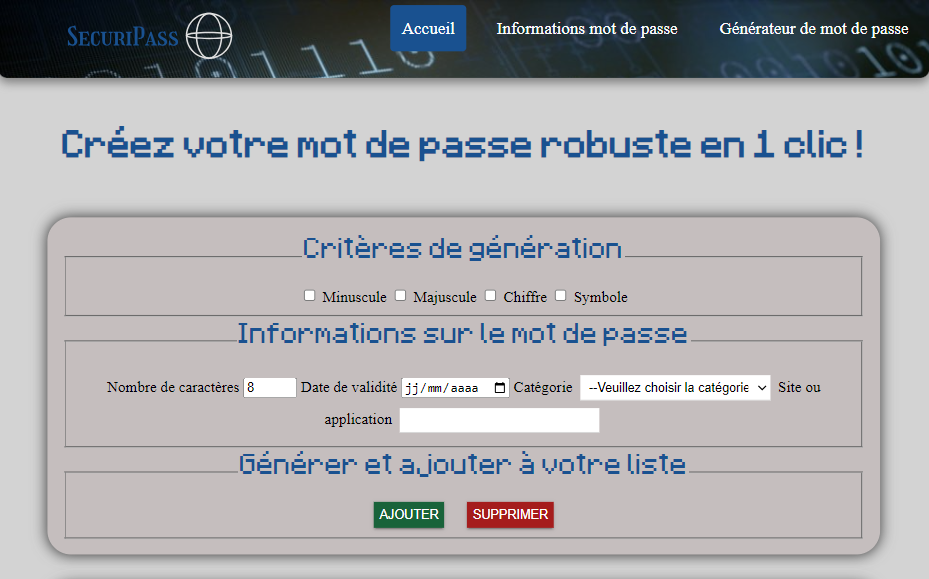 SecuriPass Accueil Informations mot de passe Générateur de mot de passe
Créez votre mot de passe robuste en 1 clic !
Critères de génération
Minuscule Majuscule Chiffre Symbole
Informations sur le mot de passe
Nombre de caractères 8 Date de validité jj/mm/aaaa Catégorie --Veuillez choisir la catégorie Site ou
application
Générer et ajouter à votre liste
AJOUTER SUPPRIMER